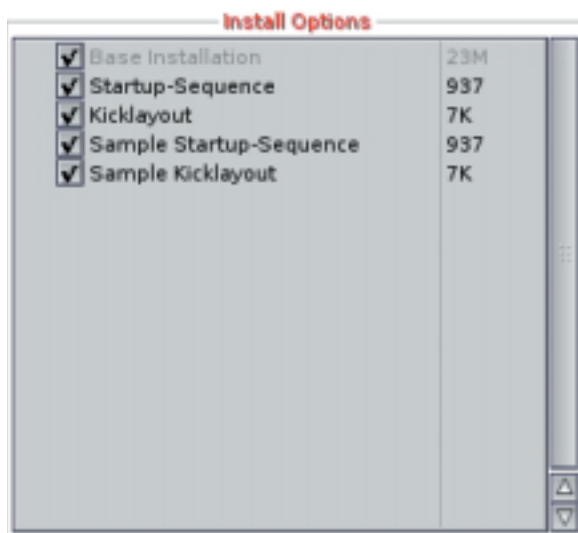 Install Options
Base Installation 23M
Startup-Sequence 937
Kicklayout 7K
Sample Startup-Sequence 937
Sample Kicklayout 7K